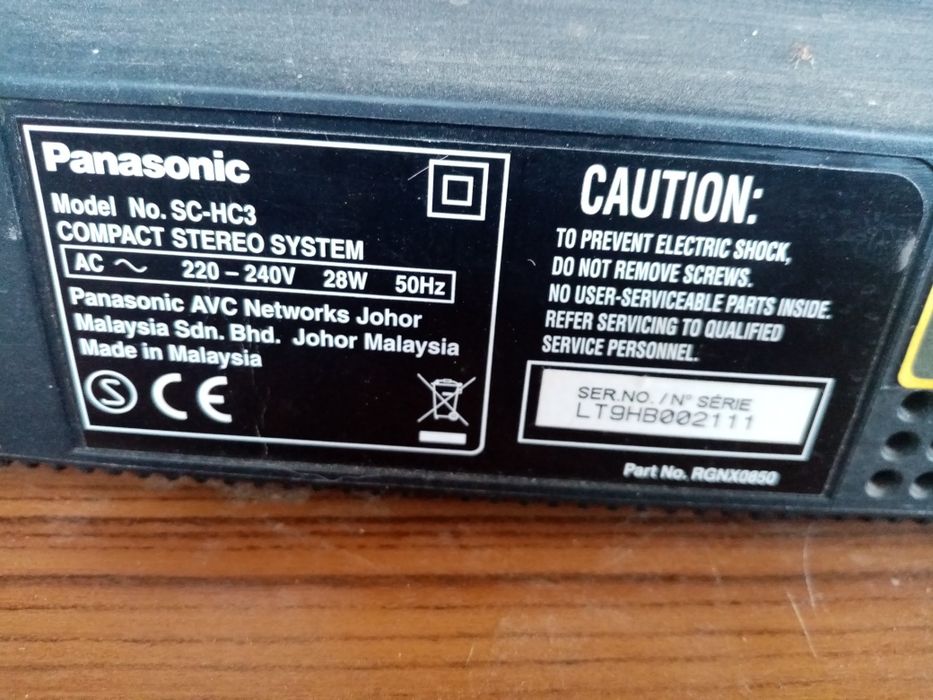 Panasonic
Model No. SC-HC3
COMPACT STEREO SYSTEM
AC 220 – 240V 28W 50Hz
Panasonic AVC Networks Johor
Malaysia Sdn. Bhd. Johor Malaysia
Made in Malaysia
S CE
CAUTION:
TO PREVENT ELECTRIC SHOCK,
DO NOT REMOVE SCREWS.
NO USER-SERVICEABLE PARTS INSIDE.
REFER SERVICING TO QUALIFIED
SERVICE PERSONNEL.
SER.NO. / N° SÉRIE
LT9HB002111
Part No. RGNX0850